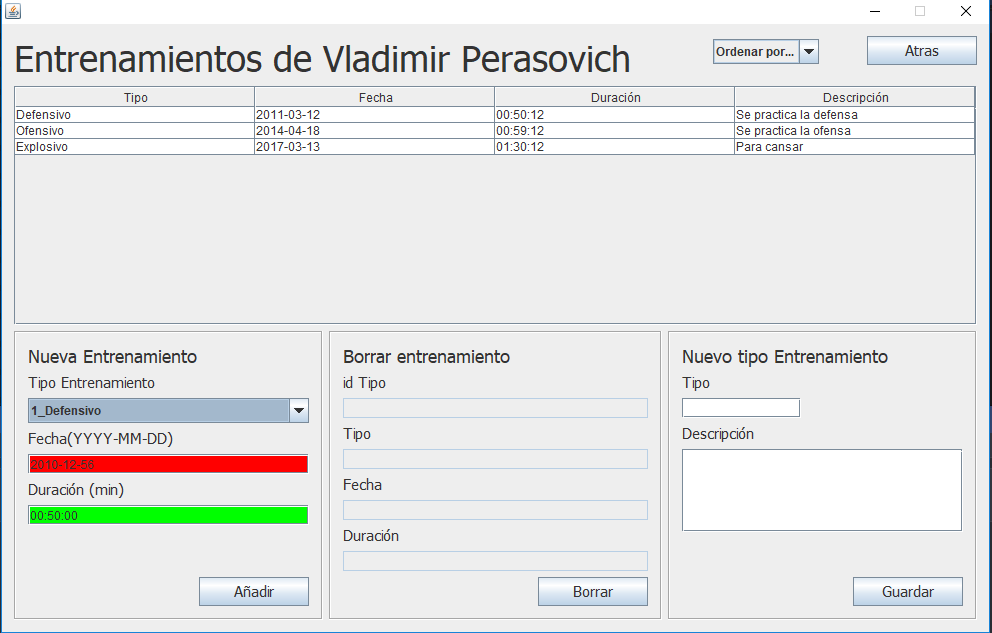 Entrenamientos de Vladimir Perasovich Ordenar por... Atras
Tipo Fecha Duración Descripción
Defensivo 2011-03-12 00:50:12 Se practica la defensa
Ofensivo 2014-04-18 00:59:12 Se practica la ofensa
Explosivo 2017-03-13 01:30:12 Para cansar
Nueva Entrenamiento
Tipo Entrenamiento
1_Defensivo
Fecha(YYYY-MM-DD)
2010-12-56
Duración (min)
00:50:00
Añadir
Borrar entrenamiento
id Tipo
Tipo
Fecha
Duración
Borrar
Nuevo tipo Entrenamiento
Tipo
Descripción
Guardar